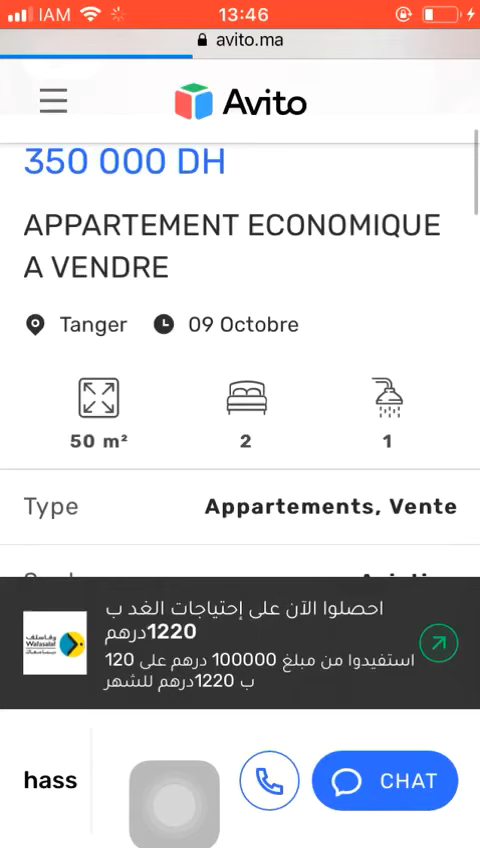 IAM 13:46
avito.ma
Avito
350 000 DH
APPARTEMENT ECONOMIQUE
A VENDRE
Tanger 09 Octobre
50 m² 2 1
Type Appartements, Vente
احصلوا الآن على إحتياجات الغد ب
1220درهم
استفيدوا من مبلغ 100000 درهم على 120
ب 1220درهم للشهر
وفاسلف
Wafasalaf
hass CHAT